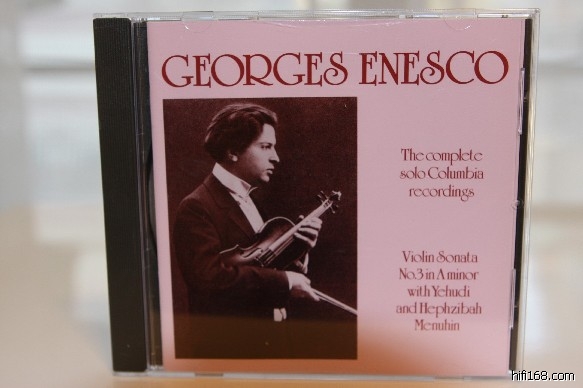 GEORGES ENESCO
The complete
solo Columbia
recordings
Violin Sonata
No.3 in A minor
with Yehudi
and Hephzibah
Menuhin
hifi168.com